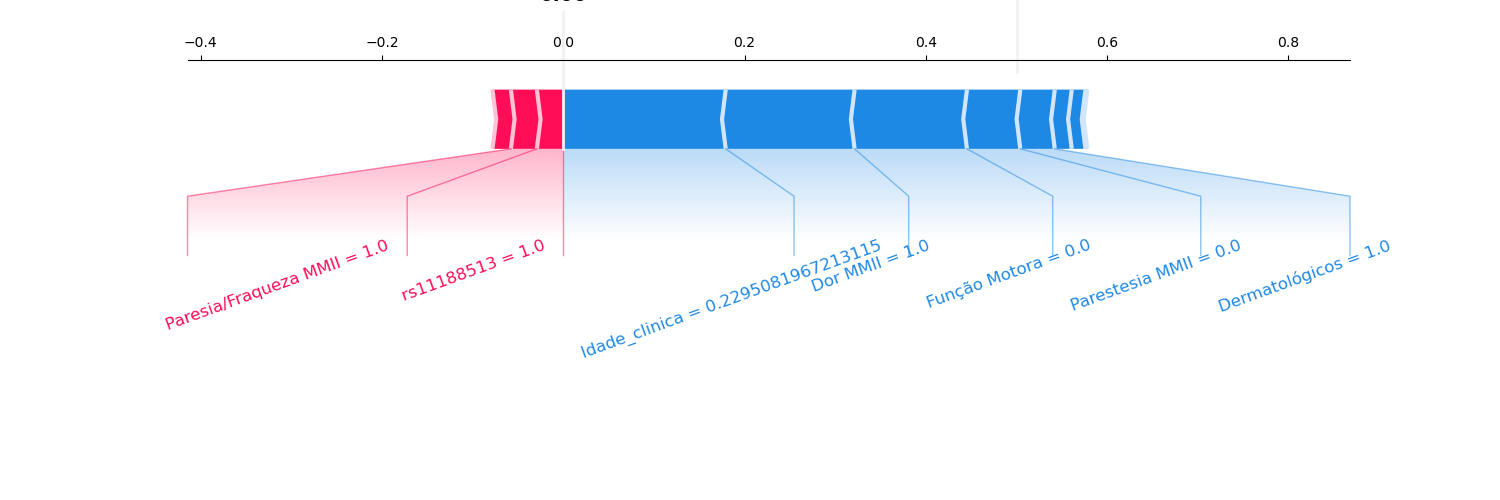 −0.4 −0.2 0.0 0.2 0.4 0.6 0.8
Paresia/Fraqueza MMII = 1.0
rs11188513 = 1.0
Idade_clinica = 0.22950819672131115
Dor MMII = 1.0
Função Motora = 0.0
Parestesia MMII = 0.0
Dermatológicos = 1.0